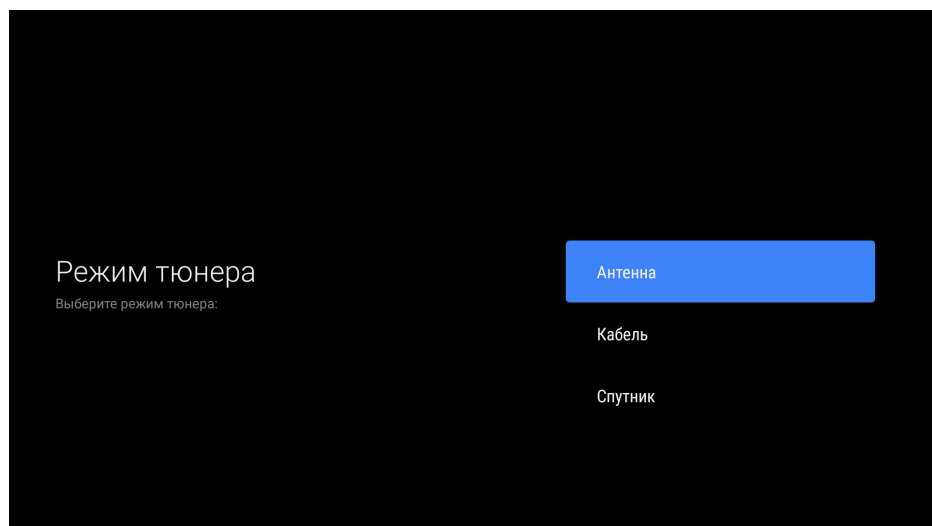 Режим тюнера
Выберите режим тюнера:
Антенна
Кабель
Спутник